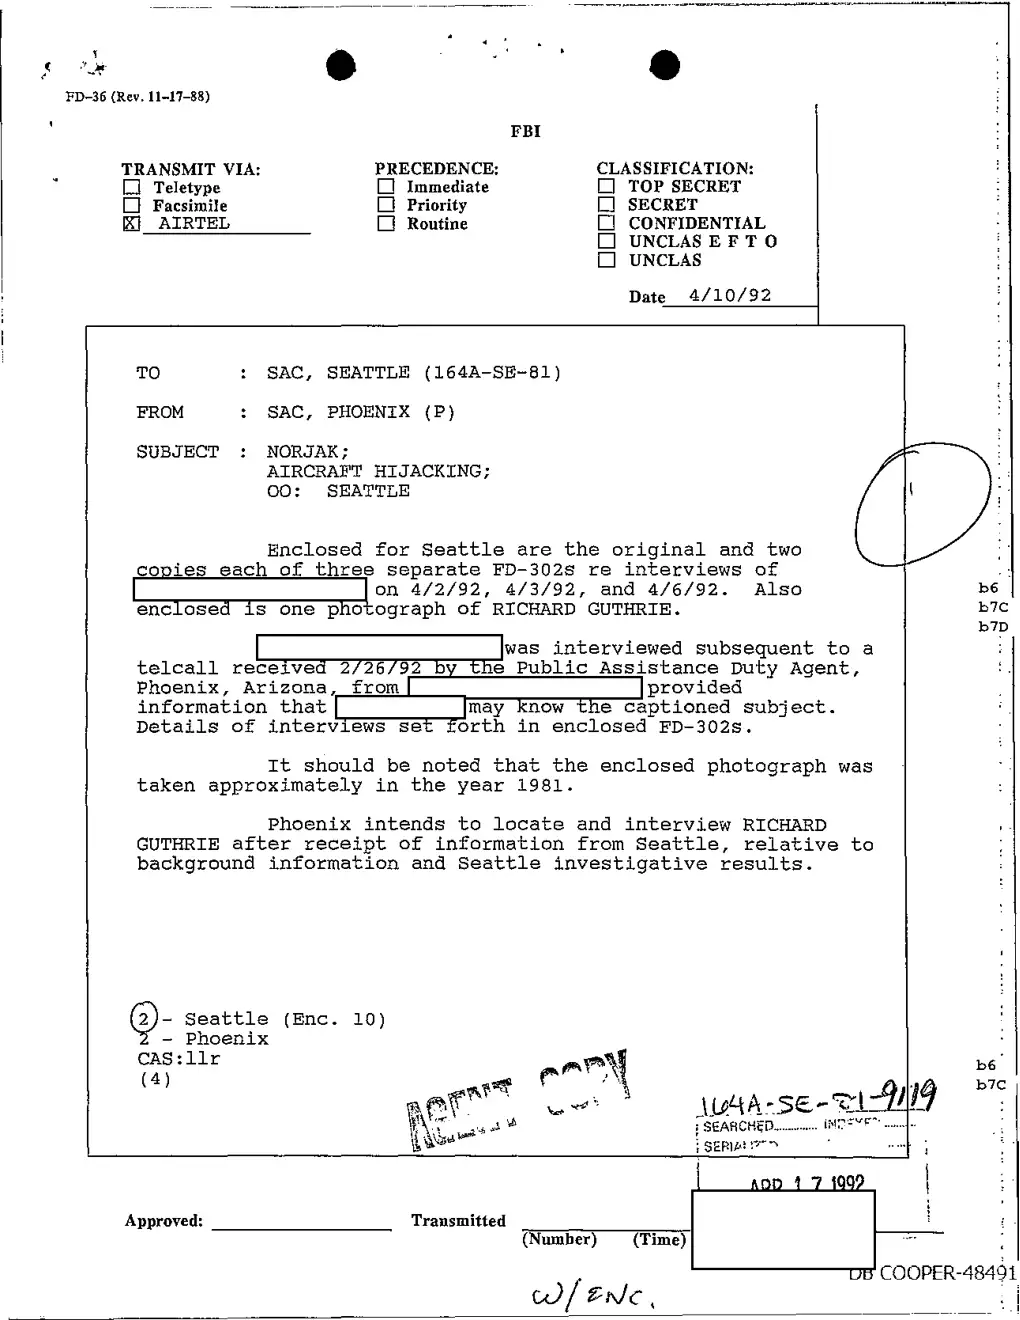 FD-36 (Rev. 11-17-88)
FBI
TRANSMIT VIA:
Teletype
Facsimile
AIRTEL
PRECEDENCE:
Immediate
Priority
Routine
CLASSIFICATION:
TOP SECRET
SECRET
CONFIDENTIAL
UNCLAS E F T O
UNCLAS
Date 4/10/92
TO : SAC, SEATTLE (164A-SE-81)
FROM : SAC, PHOENIX (P)
SUBJECT : NORJAK;
AIRCRAFT HIJACKING;
OO: SEATTLE
Enclosed for Seattle are the original and two
copies each of three separate FD-302s re interviews of
on 4/2/92, 4/3/92, and 4/6/92. Also
enclosed is one photograph of RICHARD GUTHRIE.
b6
b7C
b7D
was interviewed subsequent to a
telcall received 2/26/92 by the Public Assistance Duty Agent,
Phoenix, Arizona, from provided
information that may know the captioned subject.
Details of interviews set forth in enclosed FD-302s.
It should be noted that the enclosed photograph was
taken approximately in the year 1981.
Phoenix intends to locate and interview RICHARD
GUTHRIE after receipt of information from Seattle, relative to
background information and Seattle investigative results.
2 - Seattle (Enc. 10)
2 - Phoenix
CAS:llr
(4)
AGENT COPY
b6
b7C
164A-SE-81-9119
SEARCHED
APR 17 1992
Approved: Transmitted
(Number) (Time)
DB COOPER-48491
W/ENC.